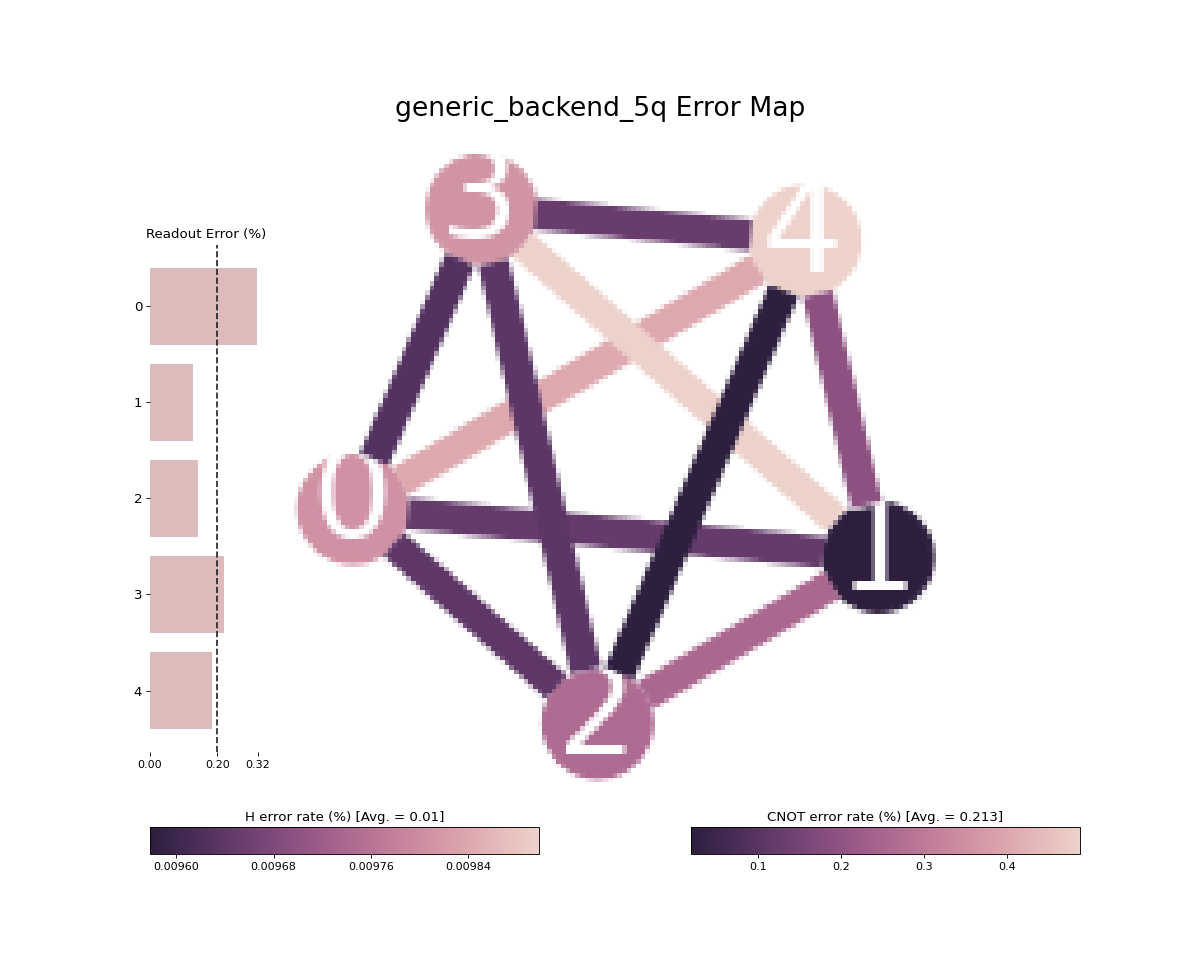 generic_backend_5q Error Map
3
4
Readout Error (%)
0
1
2
3
4
0.00 0.20 0.32
0
1
2
H error rate (%) [Avg. = 0.01]
0.00960 0.00968 0.00976 0.00984
CNOT error rate (%) [Avg. = 0.213]
0.1 0.2 0.3 0.4